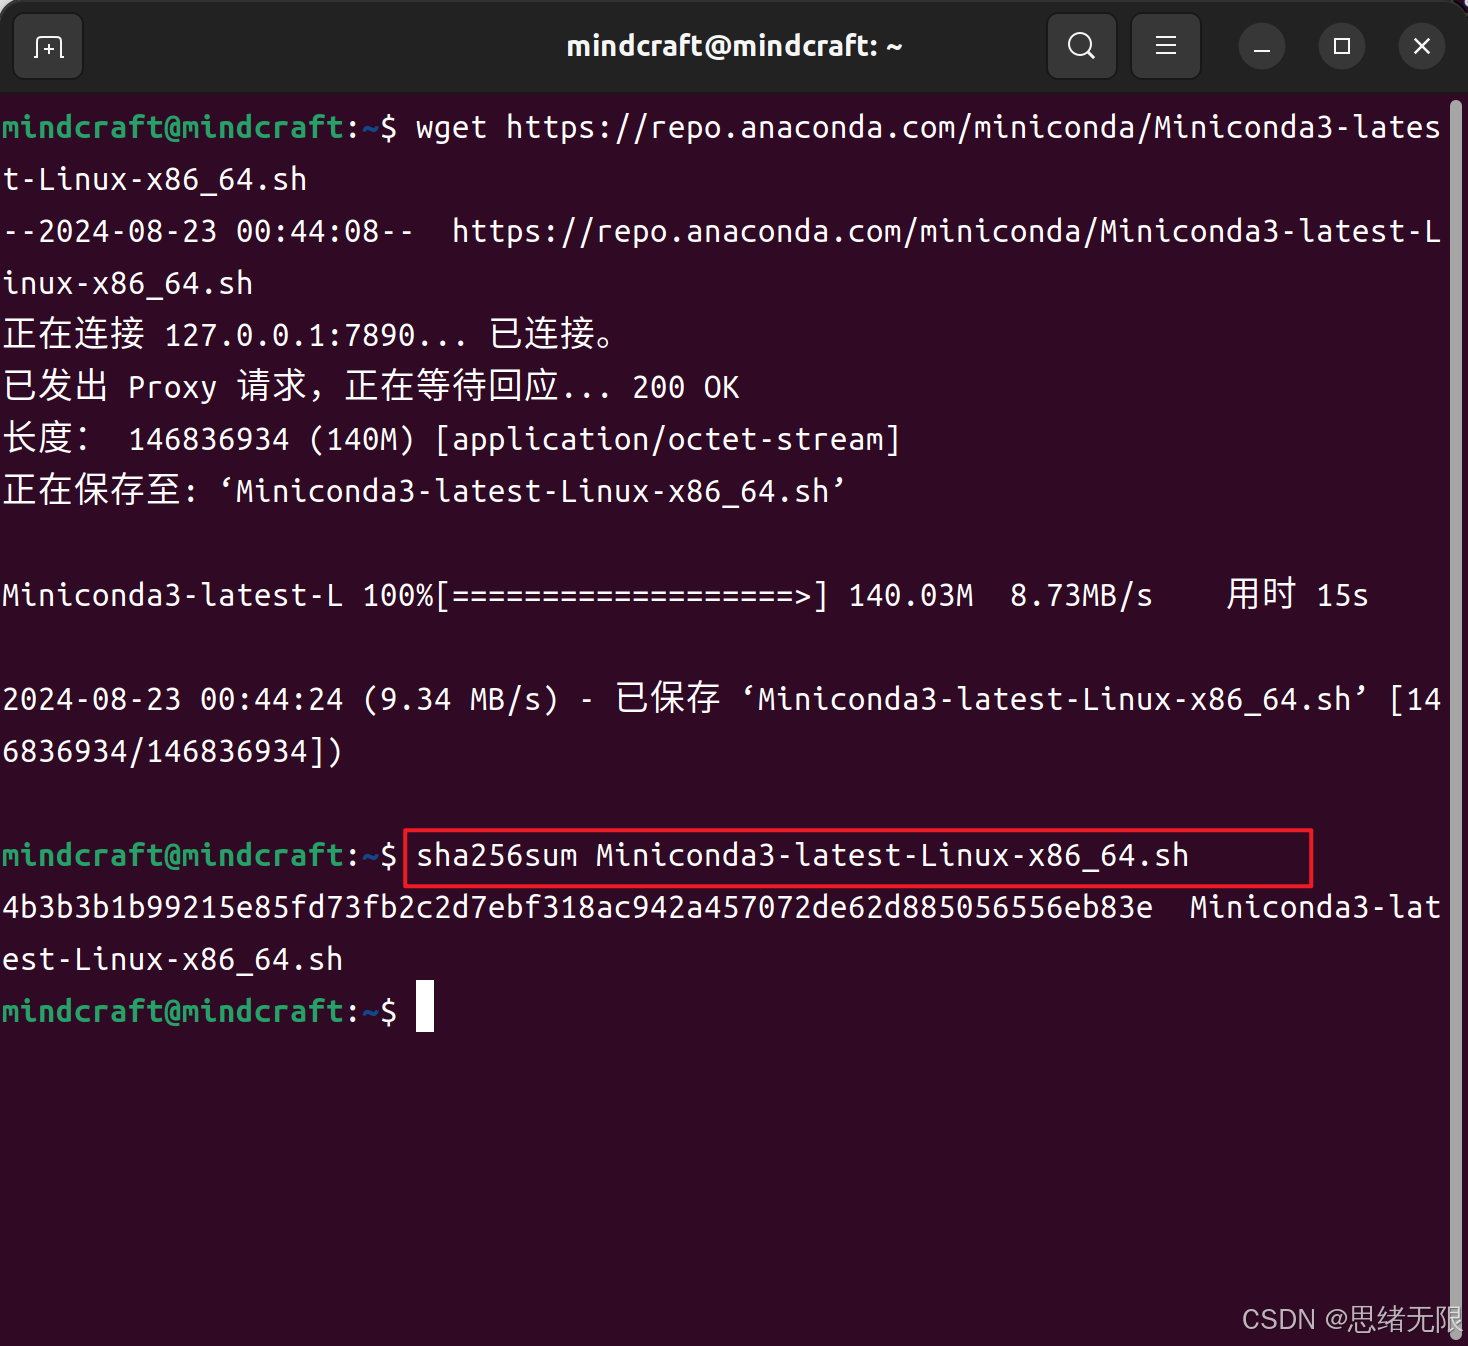 mindcraft@mindcraft: ~
mindcraft@mindcraft:~$ wget https://repo.anaconda.com/miniconda/Miniconda3-lates
t-Linux-x86_64.sh
--2024-08-23 00:44:08--  https://repo.anaconda.com/miniconda/Miniconda3-latest-L
inux-x86_64.sh
正在连接 127.0.0.1:7890... 已连接。
已发出 Proxy 请求，正在等待回应... 200 OK
长度： 146836934 (140M) [application/octet-stream]
正在保存至: ‘Miniconda3-latest-Linux-x86_64.sh’
Miniconda3-latest-L 100%[===================>] 140.03M  8.73MB/s    用时 15s
2024-08-23 00:44:24 (9.34 MB/s) - 已保存 ‘Miniconda3-latest-Linux-x86_64.sh’ [14
6836934/146836934])
mindcraft@mindcraft:~$ sha256sum Miniconda3-latest-Linux-x86_64.sh
4b3b3b1b99215e85fd73fb2c2d7ebf318ac942a457072de62d885056556eb83e  Miniconda3-lat
est-Linux-x86_64.sh
mindcraft@mindcraft:~$
CSDN @思绪无限